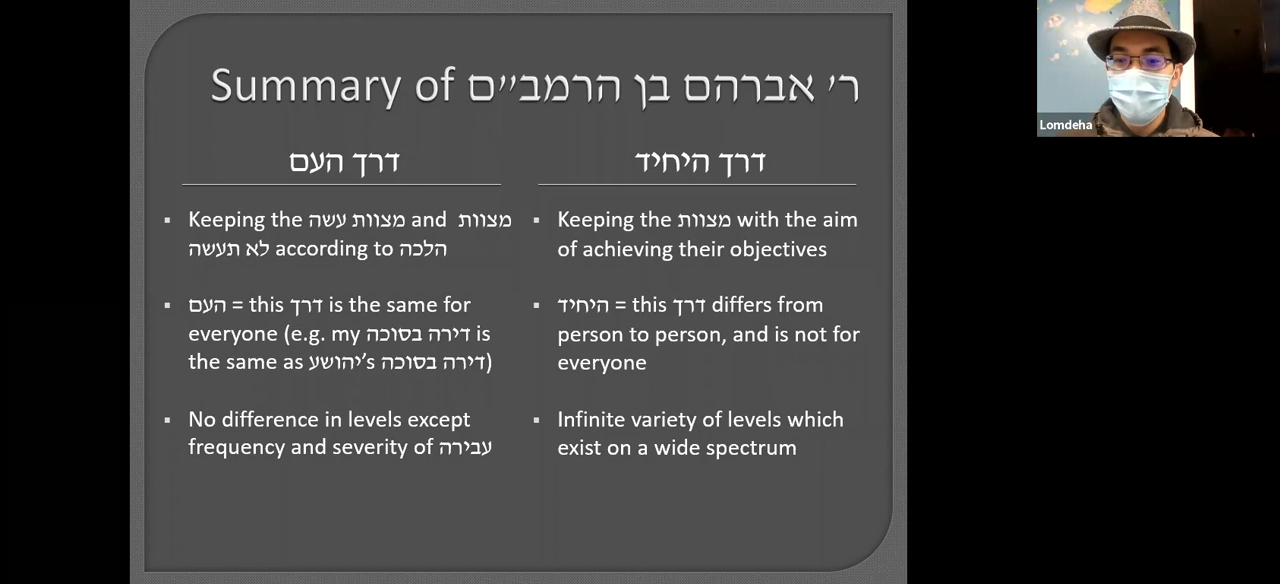 Summary of ר' אברהם בן הרמב"ם
דרך העם
Keeping the מצוות עשה and מצוות
לא תעשה according to הלכה
העם = this דרך is the same for
everyone (e.g. my דירה בסוכה is
the same as יהושע's דירה בסוכה)
No difference in levels except
frequency and severity of עבירה
דרך היחיד
Keeping the מצוות with the aim
of achieving their objectives
היחיד = this דרך differs from
person to person, and is not for
everyone
Infinite variety of levels which
exist on a wide spectrum
Lomdeha